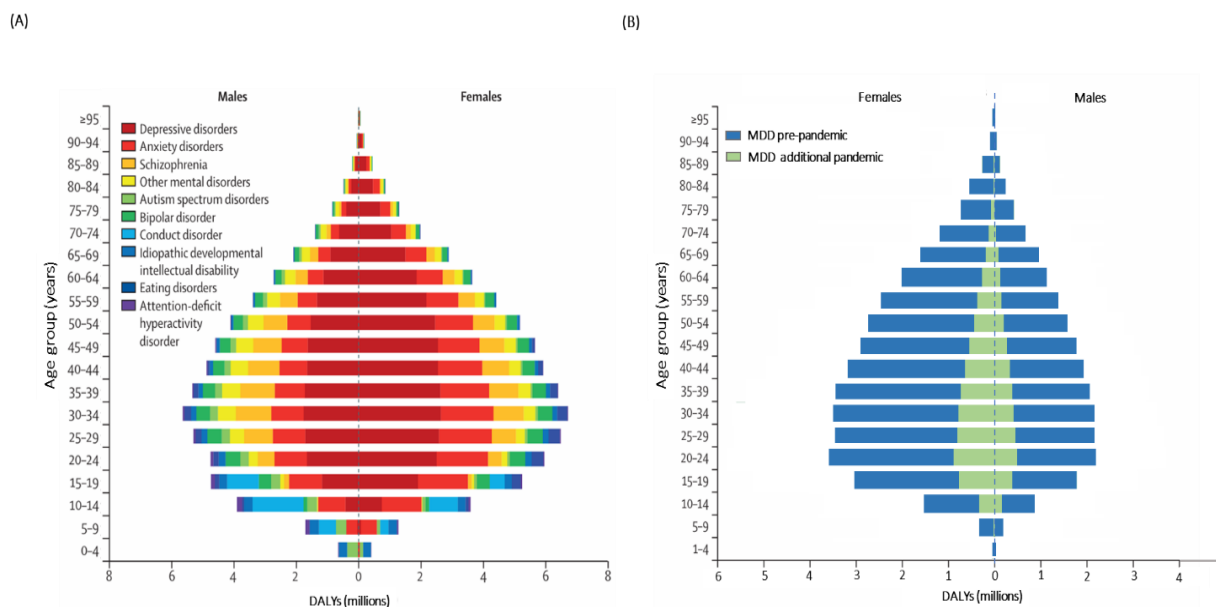 (A)
Males Females
Age group (years)
≥95
90–94
85–89
80–84
75–79
70–74
65–69
60–64
55–59
50–54
45–49
40–44
35–39
30–34
25–29
20–24
15–19
10–14
5–9
0–4
Depressive disorders
Anxiety disorders
Schizophrenia
Other mental disorders
Autism spectrum disorders
Bipolar disorder
Conduct disorder
Idiopathic developmental
intellectual disability
Eating disorders
Attention-deficit
hyperactivity
disorder
8 6 4 2 0 2 4 6 8
DALYs (millions)
(B)
Females Males
Age group (years)
≥95
90–94
85–89
80–84
75–79
70–74
65–69
60–64
55–59
50–54
45–49
40–44
35–39
30–34
25–29
20–24
15–19
10–14
5–9
1–4
MDD pre-pandemic
MDD additional pandemic
6 5 4 3 2 1 0 1 2 3 4
DALYs (millions)